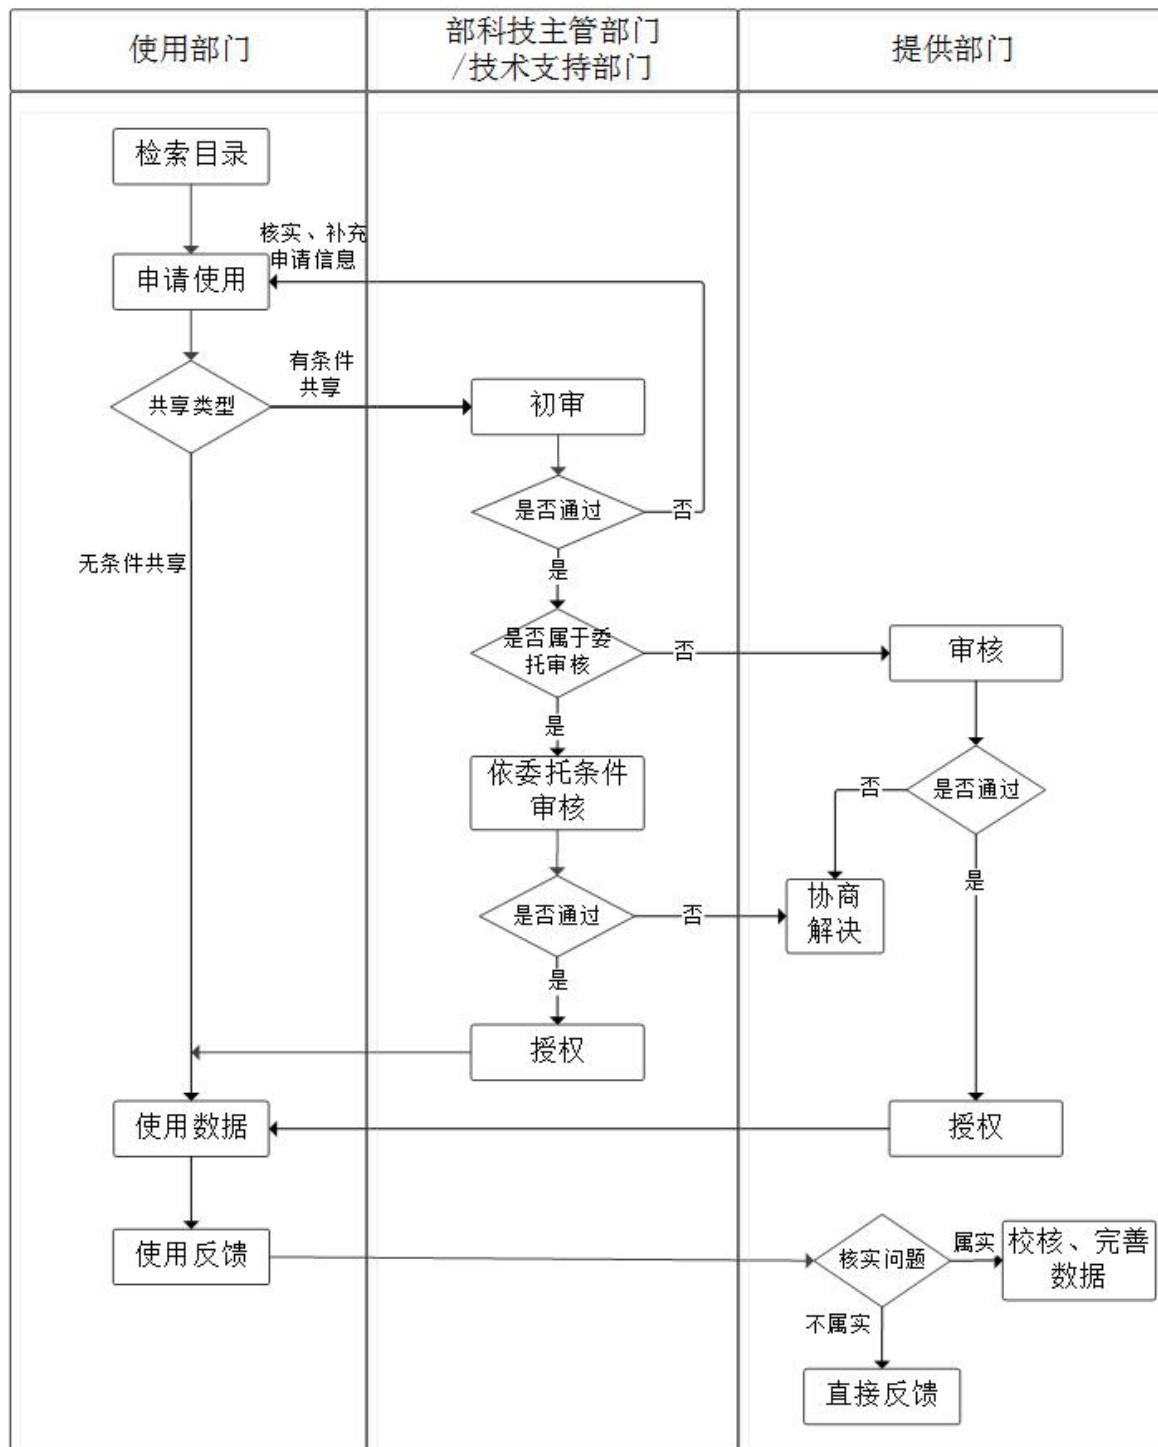 使用部门
部科技主管部门
/技术支持部门
提供部门
检索目录
核实、补充
申请信息
申请使用
有条件
共享
共享类型
初审
是否通过
否
无条件共享
是
是否属于委
托审核
否
审核
是
依委托条件
审核
否
是否通过
是
协商
解决
是否通过
否
是
授权
使用数据
授权
使用反馈
核实问题
属实
校核、完善
数据
不属实
直接反馈